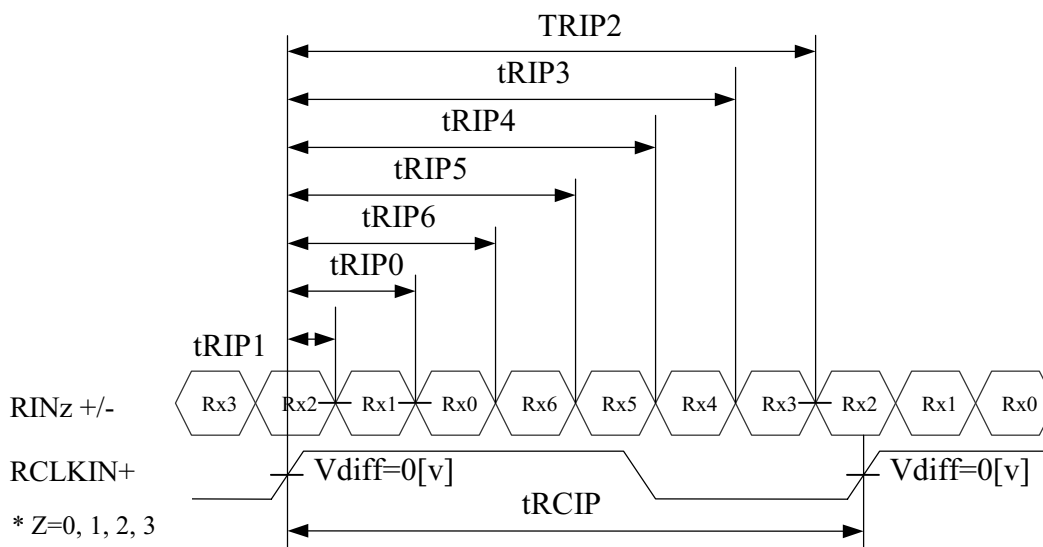 TRIP2
tRIP3
tRIP4
tRIP5
tRIP6
tRIP0
tRIP1
RINz +/- Rx3 Rx2 Rx1 Rx0 Rx6 Rx5 Rx4 Rx3 Rx2 Rx1 Rx0
RCLKIN+ Vdiff=0[v] Vdiff=0[v]
tRCIP
* Z=0, 1, 2, 3